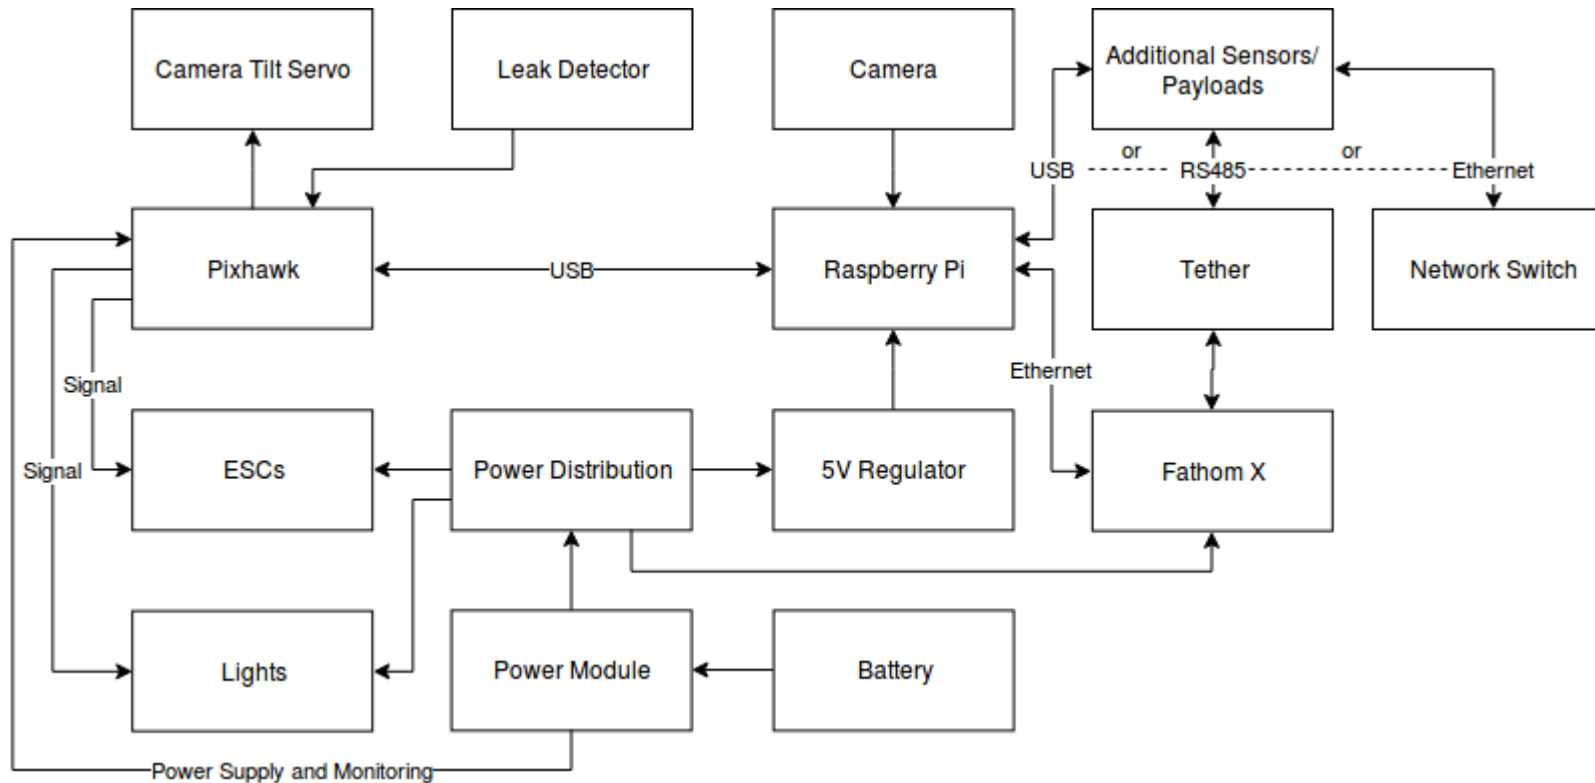 Camera Tilt Servo
Leak Detector
Camera
Additional Sensors/
Payloads
or
or
USB
RS485
Ethernet
Pixhawk
USB
Raspberry Pi
Tether
Network Switch
Signal
Ethernet
Signal
ESCs
Power Distribution
5V Regulator
Fathom X
Lights
Power Module
Battery
Power Supply and Monitoring